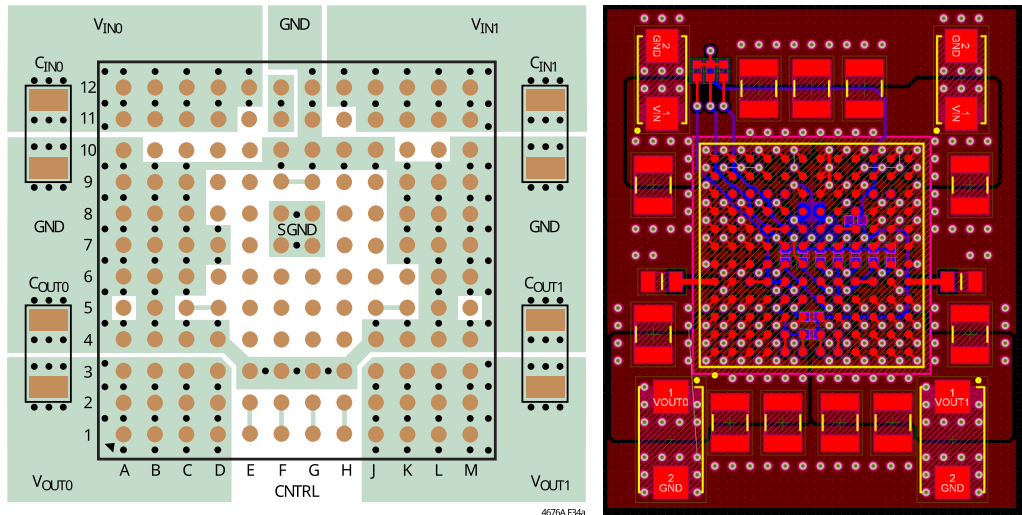 VIN0 GND VIN1
CIN0 CIN1
12
11
10
9
8
SGND
GND GND
7
6
COUT0 COUT1
5
4
3
2
1
A B C D E F G H J K L M
VOUT0 CNTRL VOUT1
4676A F34a
2 GND
VIN
2 GND
VIN
1 VOUT0
1 VOUT1
2 GND
2 GND